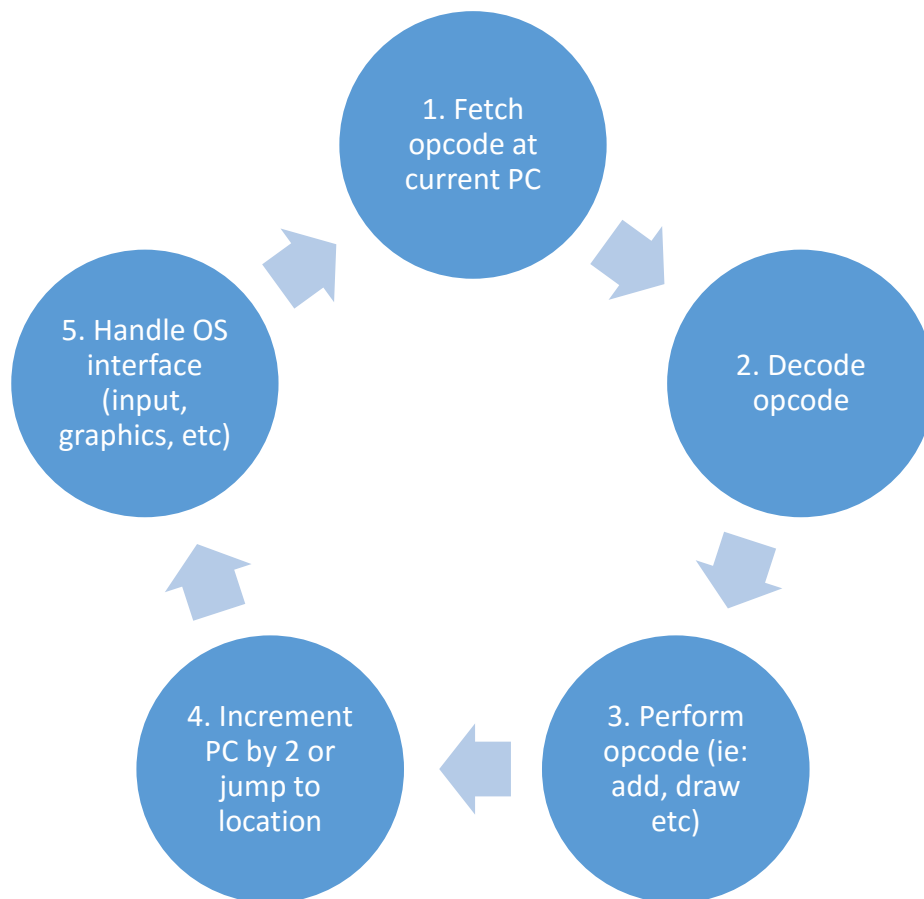 1. Fetch
opcode at
current PC
2. Decode
opcode
3. Perform
opcode (ie:
add, draw
etc)
4. Increment
PC by 2 or
jump to
location
5. Handle OS
interface
(input,
graphics, etc)